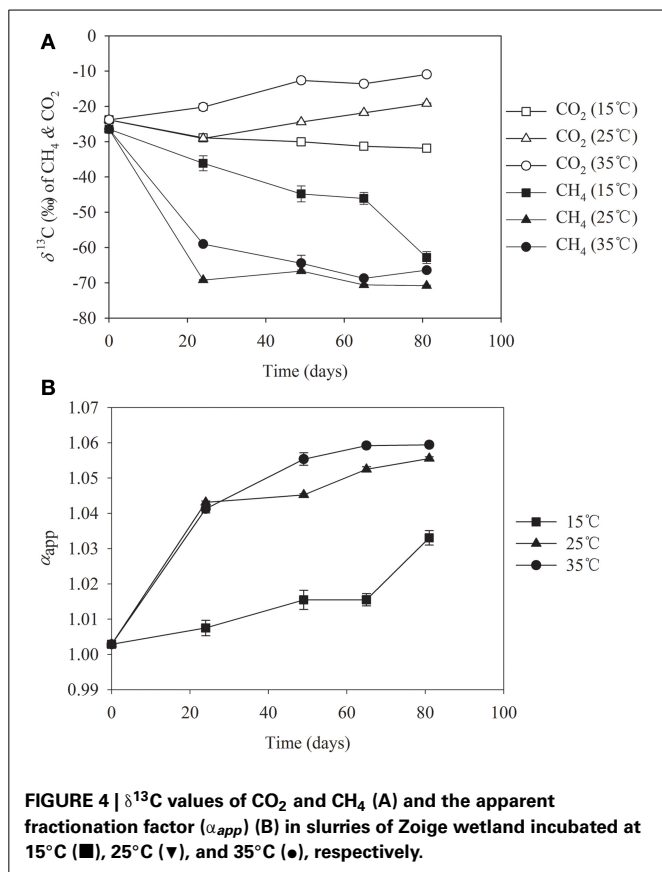 A
0
-10
-20
-30
-40
-50
-60
-70
-80
δ¹³C (‰) of CH₄ & CO₂
0 20 40 60 80 100
Time (days)
CO₂ (15℃)
CO₂ (25℃)
CO₂ (35℃)
CH₄ (15℃)
CH₄ (25℃)
CH₄ (35℃)
B
1.07
1.06
1.05
1.04
1.03
1.02
1.01
1.00
0.99
α_app
0 20 40 60 80 100
Time (days)
15℃
25℃
35℃
FIGURE 4 | δ¹³C values of CO₂ and CH₄ (A) and the apparent
fractionation factor (α_app) (B) in slurries of Zoige wetland incubated at
15°C (■), 25°C (▼), and 35°C (●), respectively.